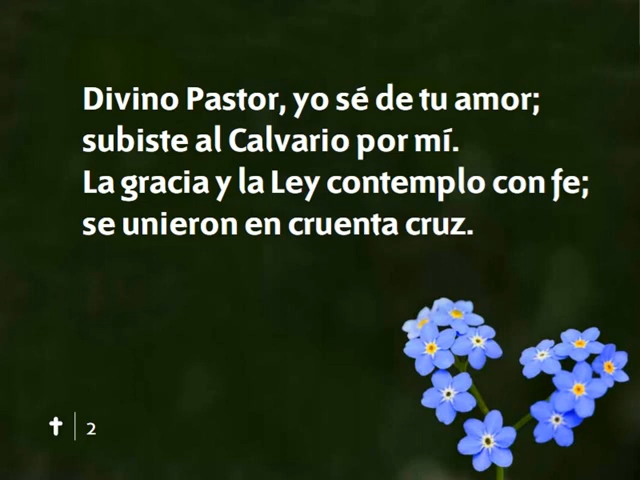 Divino Pastor, yo sé de tu amor;
subiste al Calvario por mí.
La gracia y la Ley contemplo con fe;
se unieron en cruenta cruz.
2